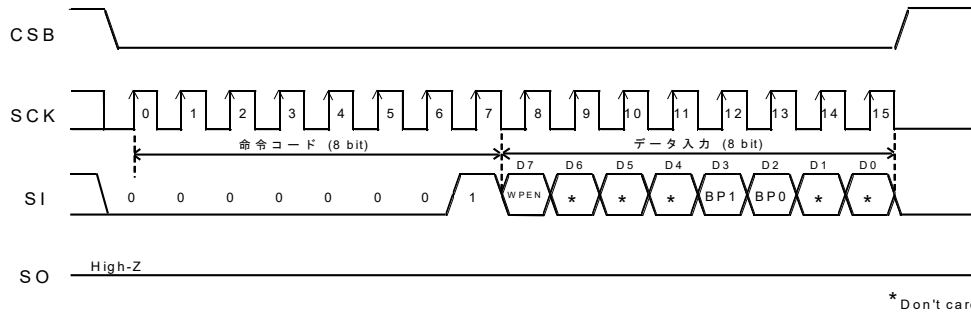 CSB
SCK
0 1 2 3 4 5 6 7 8 9 10 11 12 13 14 15
命令コード (8 bit) データ入力 (8 bit)
D7 D6 D5 D4 D3 D2 D1 D0
SI
0 0 0 0 0 0 0 1 WPEN * * * BP1 BP0 * *
High-Z
SO
*Don't care